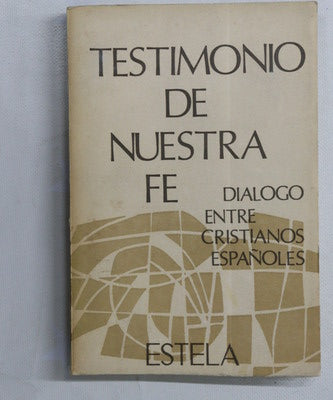 TESTIMONIO
DE
NUESTRA
FE
DIALOGO
ENTRE
CRISTIANOS
ESPAÑOLES
ESTELA